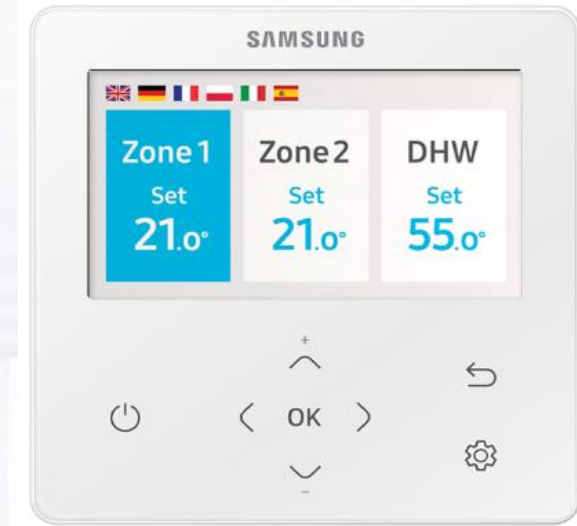 SAMSUNG
Zone 1 Zone 2 DHW
Set Set Set
21.0° 21.0° 55.0°
+
OK
-